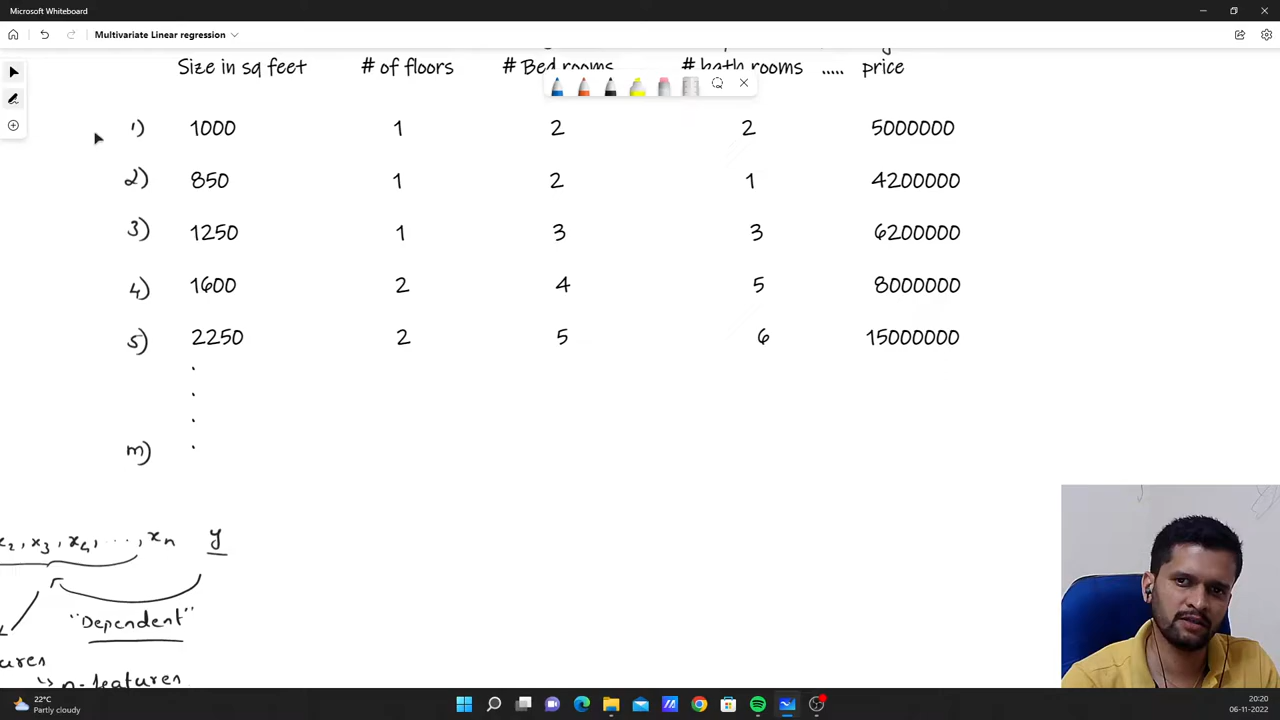 Microsoft Whiteboard
Multivariate Linear regression
Size in sq feet # of floors # Bed rooms # bath rooms ..... price
1) 1000 1 2 2 5000000
2) 850 1 2 1 4200000
3) 1250 1 3 3 6200000
4) 1600 2 4 5 8000000
5) 2250 2 5 6 15000000
m)
x₂, x₃, x₄, ..., xₙ y
"Dependent"
n-features
22°C
Partly cloudy
20:20
06-11-2022